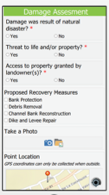 Damage Assesment
Damage was result of natural
disaster? *
Yes No
Threat to life and/or property? *
Yes No
Access to property granted by
landowner(s)? *
Yes No
Proposed Recovery Measures
Bank Protection
Debris Removal
Channel Bank Reconstruction
Dike and Levee Repair
Take a Photo
Point Location
GPS coordinates can only be collected when outside.